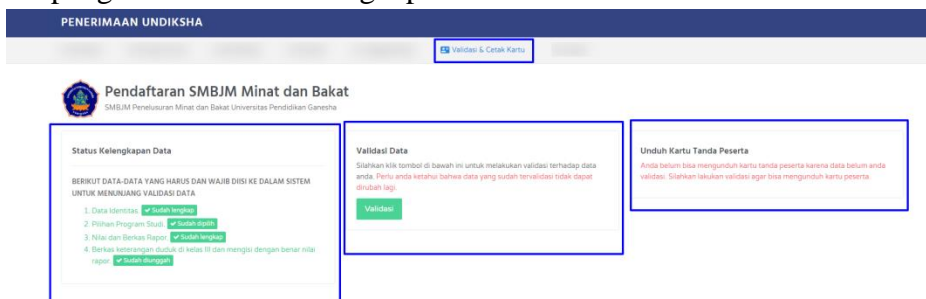 PENERIMAAN UNDIKSHA
Validasi & Cetak Kartu
Pendaftaran SMBJM Minat dan Bakat
SMBJM Penelusuran Minat dan Bakat Universitas Pendidikan Ganesha
Status Kelengkapan Data
BERIKUT DATA-DATA YANG HARUS DAN WAJIB DIISI KE DALAM SISTEM
UNTUK MENUNJANG VALIDASI DATA
1. Data Identitas. Sudah lengkap
2. Pilihan Program Studi. Sudah dipilih
3. Nilai dan Berkas Rapor. Sudah lengkap
4. Berkas keterangan duduk di kelas III dan mengisi dengan benar nilai
rapor. Sudah diunggah
Validasi Data
Silahkan klik tombol di bawah ini untuk melakukan validasi terhadap data
anda. Perlu anda ketahui bahwa data yang sudah tervalidasi tidak dapat
dirubah lagi.
Validasi
Unduh Kartu Tanda Peserta
Anda belum bisa mengunduh kartu tanda peserta karena data belum anda
validasi. Silahkan lakukan validasi agar bisa mengunduh kartu peserta.